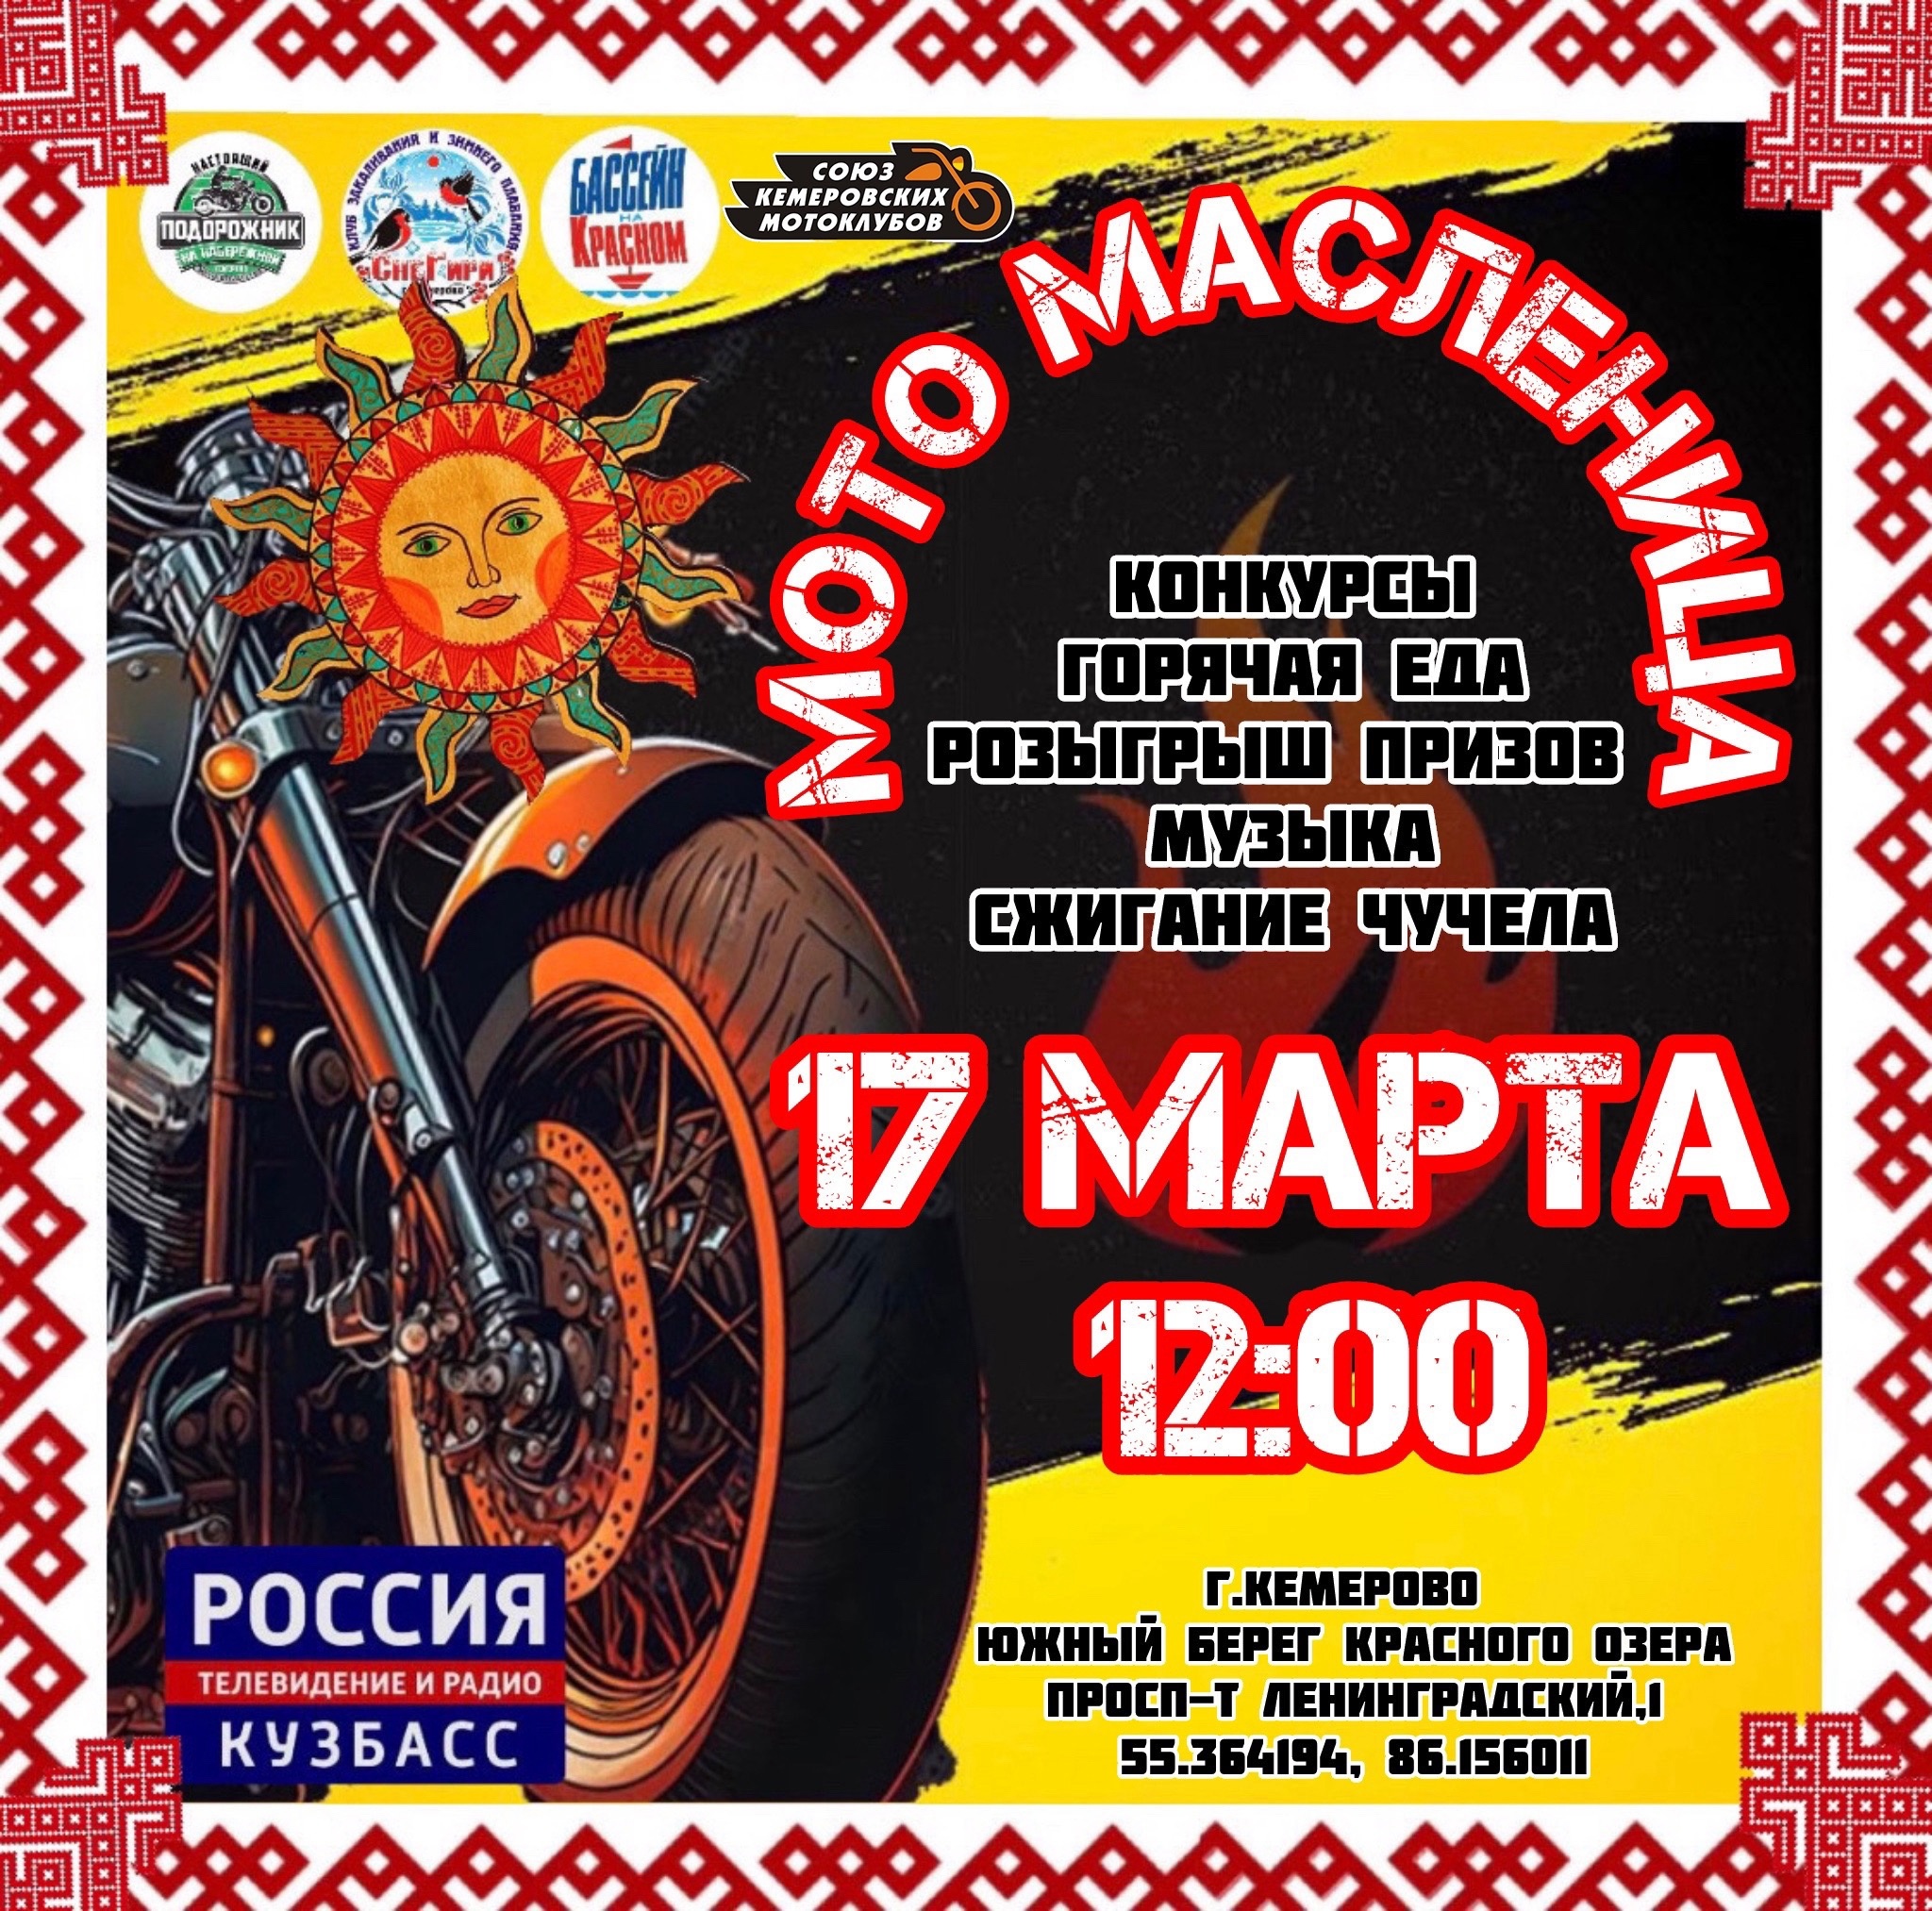 НАСТОЯЩИЙ
ПОДОРОЖНИК
НА НАБЕРЕЖНОЙ
КЛУБ ЗАКАЛИВАНИЯ И ЗИМНЕГО ПЛАВАНИЯ
СНЕГИРИ
БАССЕЙН
НА
КРАСНОМ
СОЮЗ
КЕМЕРОВСКИХ
МОТОКЛУБОВ
МОТО МАСЛЕНИЦА
КОНКУРСЫ
ГОРЯЧАЯ ЕДА
РОЗЫГРЫШ ПРИЗОВ
МУЗЫКА
СЖИГАНИЕ ЧУЧЕЛА
17 МАРТА
12:00
Г.КЕМЕРОВО
ЮЖНЫЙ БЕРЕГ КРАСНОГО ОЗЕРА
ПРОСП-Т ЛЕНИНГРАДСКИЙ,1
55.364194, 86.156011
РОССИЯ
ТЕЛЕВИДЕНИЕ И РАДИО
КУЗБАСС